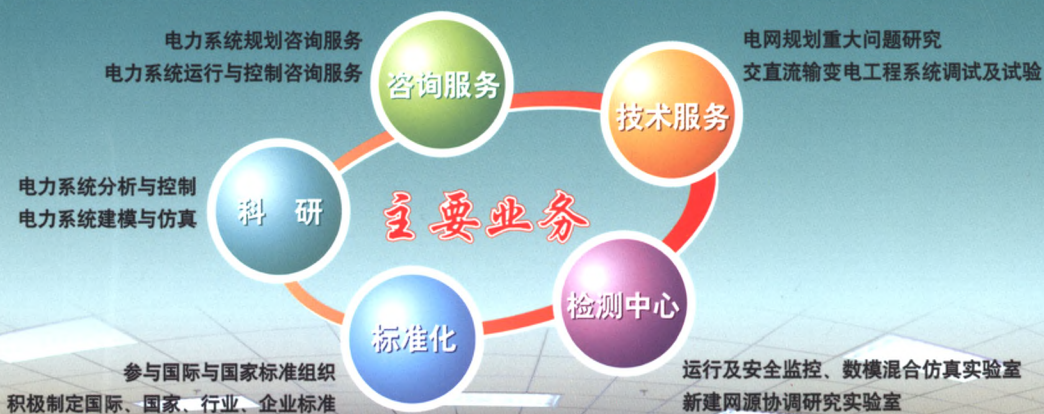 主要业务
咨询服务
电力系统规划咨询服务
电力系统运行与控制咨询服务
技术服务
电网规划重大问题研究
交直流输变电工程系统调试及试验
科 研
电力系统分析与控制
电力系统建模与仿真
检测中心
运行及安全监控、数模混合仿真实验室
新建网源协调研究实验室
标准化
参与国际与国家标准组织
积极制定国际、国家、行业、企业标准